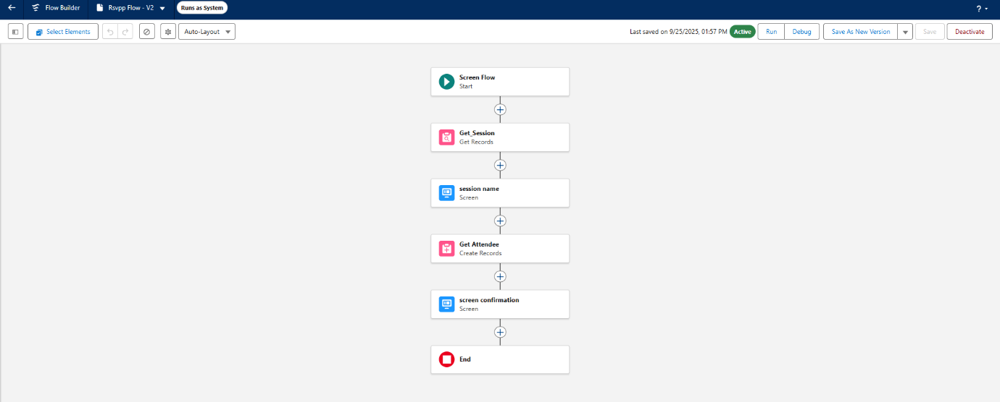 Flow Builder
Rsvpp Flow - V2
Runs as System
?
Select Elements
Auto-Layout
Last saved on 9/25/2025, 01:57 PM
Active
Run
Debug
Save As New Version
Save
Deactivate
Screen Flow
Start
Get_Session
Get Records
session name
Screen
Get Attendee
Create Records
screen confirmation
Screen
End